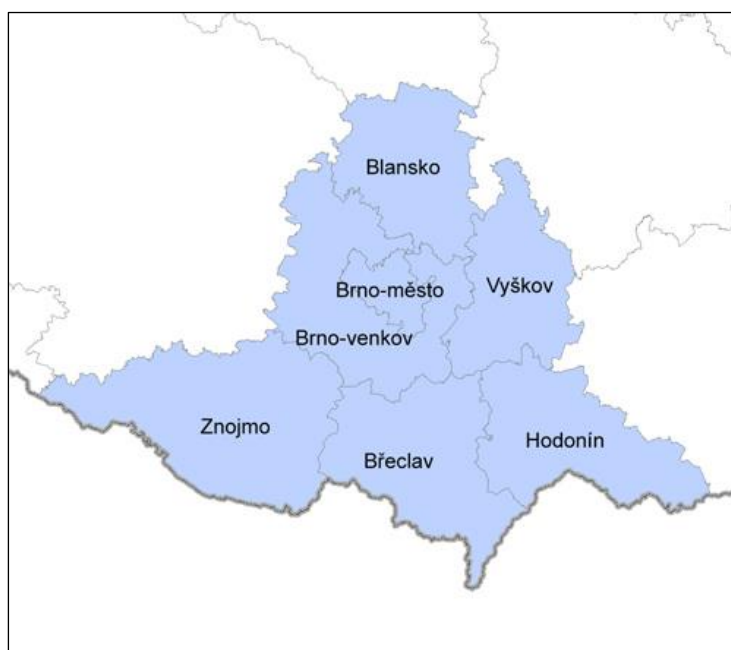 Blansko
Vyškov
Brno-město
Brno-venkov
Znojmo
Hodonín
Břeclav